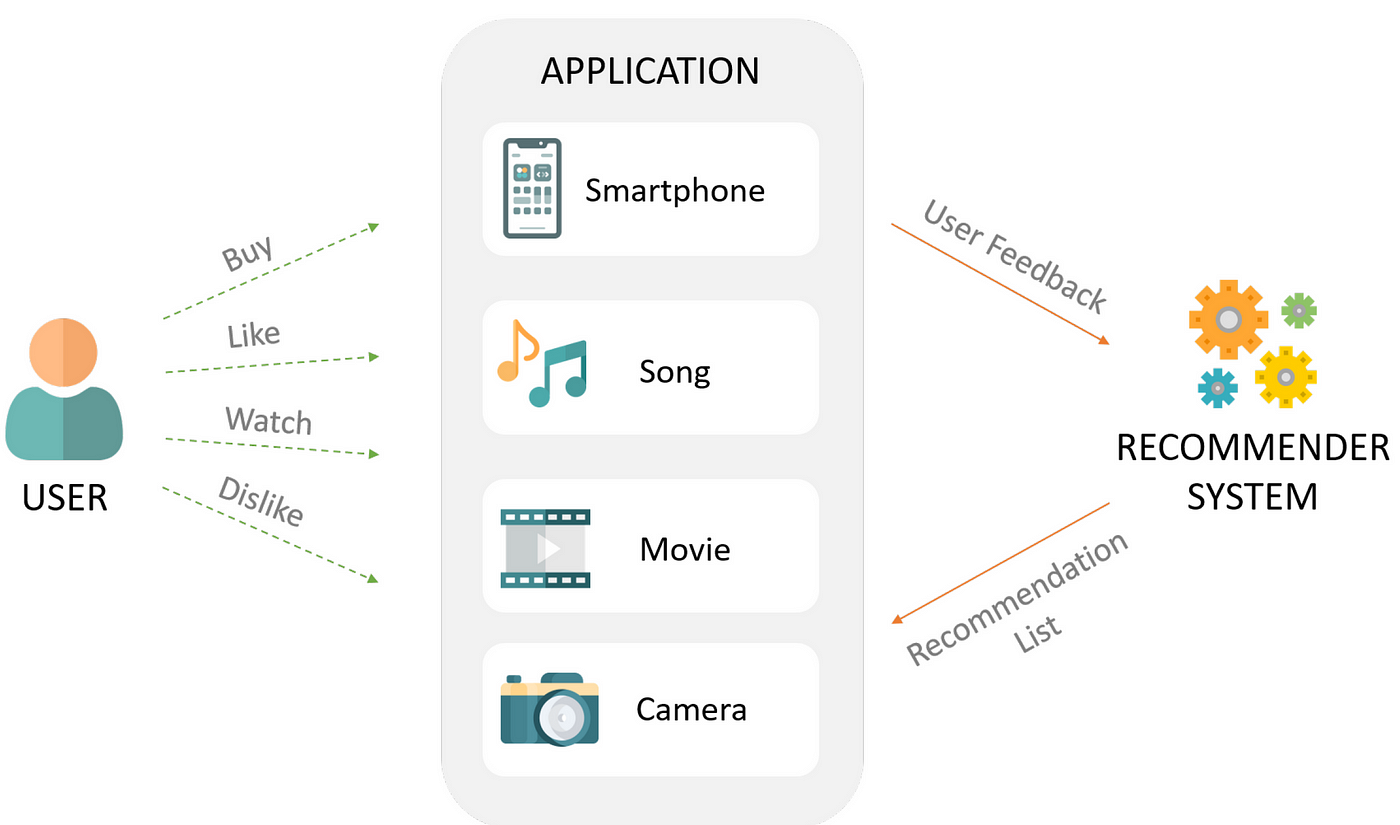 APPLICATION
Smartphone
Song
Movie
Camera
Buy
Like
Watch
Dislike
USER
User Feedback
RECOMMENDER
SYSTEM
Recommendation
List